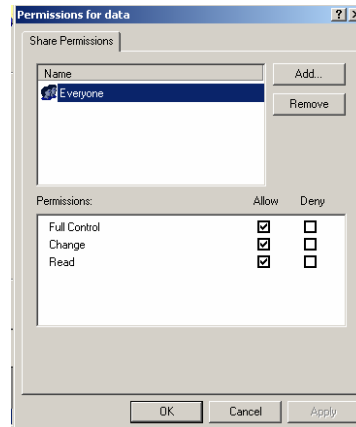 Permissions for data
Share Permissions
Name
Add...
Everyone
Remove
Permissions: Allow Deny
Full Control
Change
Read
OK Cancel Apply